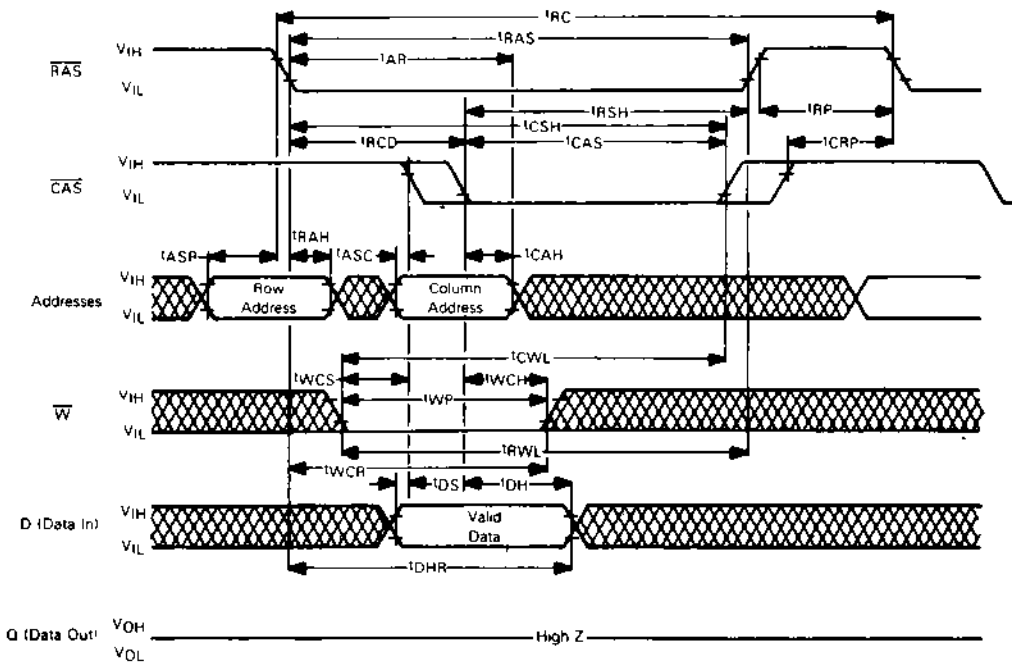 tRC
tRAS
VIH
tAR
RAS
VIL
tRSH
tRP
tCSH
tRCD
tCAS
tCRP
VIH
CAS
VIL
tRAH
tASR
tASC
tCAH
VIH
Addresses
Row
Address
Column
Address
VIL
tCWL
tWCS
tWCH
VIH
tWP
W
VIL
tRWL
tWCR
tDS
tDH
VIH
D (Data In)
Valid
Data
VIL
tDHR
VOH
Q (Data Out)
High Z
VOL